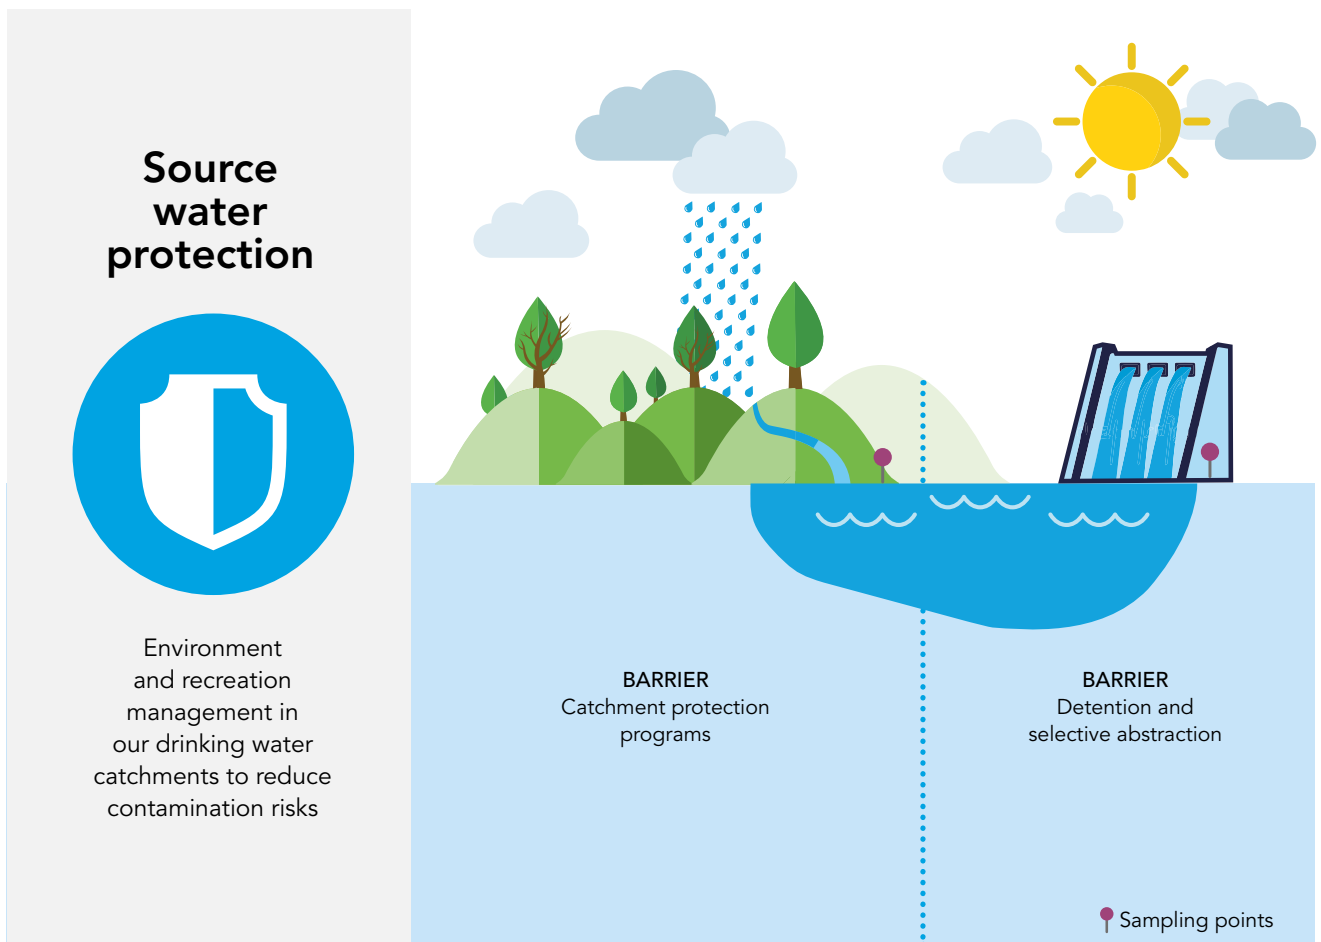 Source
water
protection
Environment
and recreation
management in
our drinking water
catchments to reduce
contamination risks
BARRIER
Catchment protection
programs
BARRIER
Detention and
selective abstraction
Sampling points